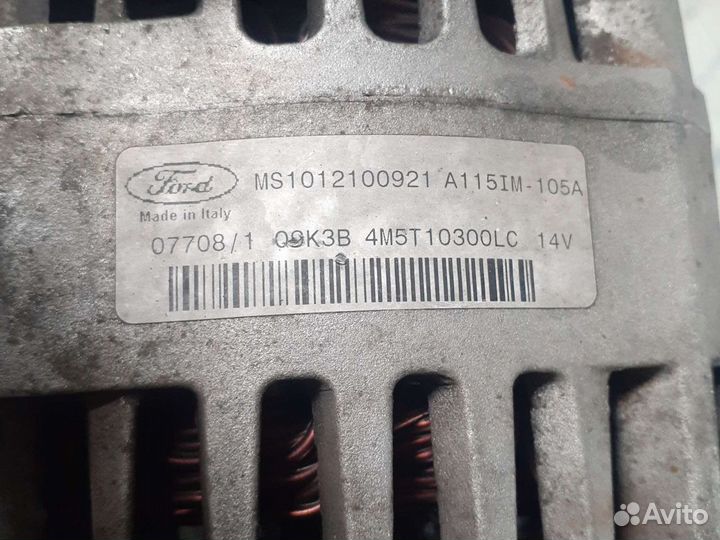 Ford MS1012100921 A115IM-105A
Made in Italy
07708/1 Q9K3B 4M5T10300LC 14V
Avito